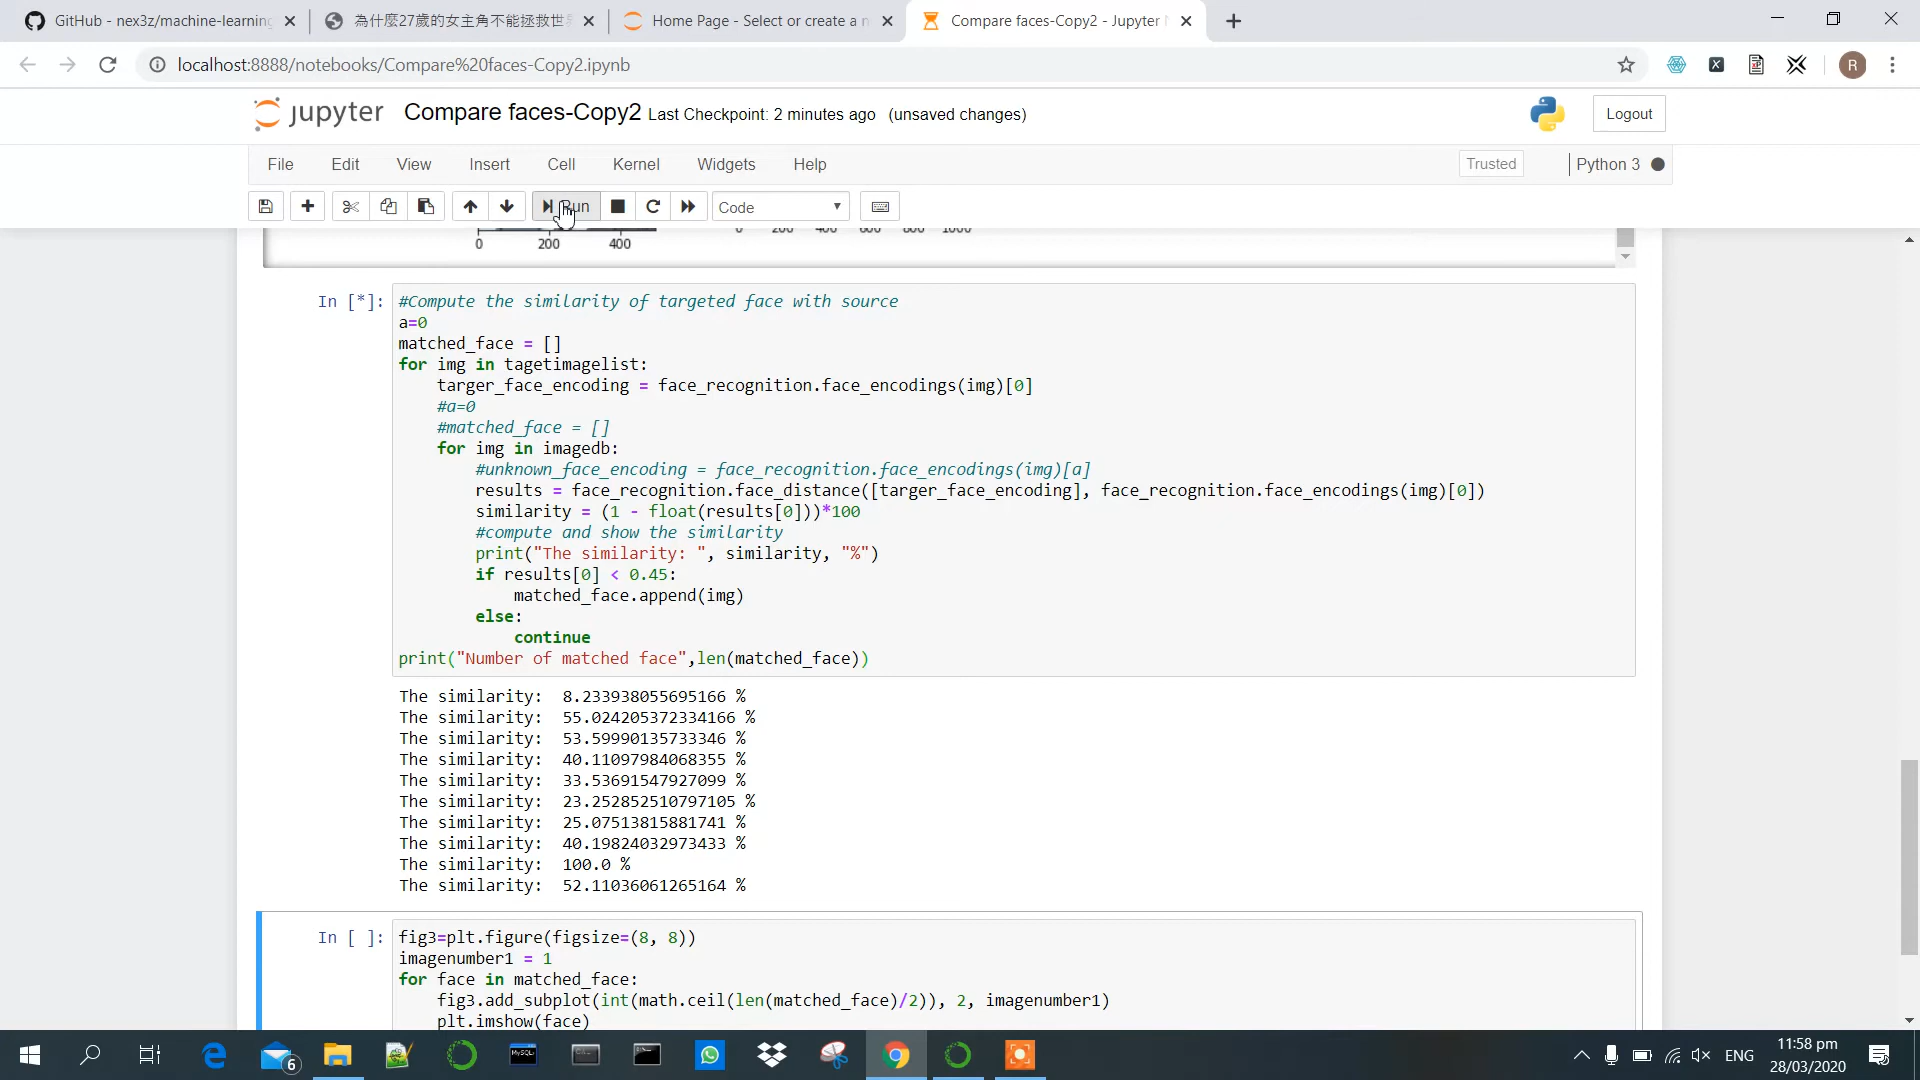 GitHub - nex3z/machine-learning
為什麼27歲的女主角不能拯救世
Home Page - Select or create a n
Compare faces-Copy2 - Jupyter
localhost:8888/notebooks/Compare%20faces-Copy2.ipynb
R
jupyter Compare faces-Copy2 Last Checkpoint: 2 minutes ago (unsaved changes)
Logout
File Edit View Insert Cell Kernel Widgets Help
Trusted
Python 3
Run
Code
0 200 400 600 800 1000
0 200 400
In [*]:
#Compute the similarity of targeted face with source
a=0
matched_face = []
for img in tagetimagelist:
    targer_face_encoding = face_recognition.face_encodings(img)[0]
    #a=0
    #matched_face = []
    for img in imagedb:
        #unknown_face_encoding = face_recognition.face_encodings(img)[a]
        results = face_recognition.face_distance([targer_face_encoding], face_recognition.face_encodings(img)[0])
        similarity = (1 - float(results[0]))*100
        #compute and show the similarity
        print("The similarity: ", similarity, "%")
        if results[0] < 0.45:
            matched_face.append(img)
        else:
            continue
print("Number of matched face",len(matched_face))
The similarity:  8.233938055695166 %
The similarity:  55.024205372334166 %
The similarity:  53.59990135733346 %
The similarity:  40.11097984068355 %
The similarity:  33.53691547927099 %
The similarity:  23.252852510797105 %
The similarity:  25.07513815881741 %
The similarity:  40.19824032973433 %
The similarity:  100.0 %
The similarity:  52.11036061265164 %
In [ ]:
fig3=plt.figure(figsize=(8, 8))
imagenumber1 = 1
for face in matched_face:
    fig3.add_subplot(int(math.ceil(len(matched_face)/2)), 2, imagenumber1)
    plt.imshow(face)
6
MySQL
ENG
11:58 pm
28/03/2020